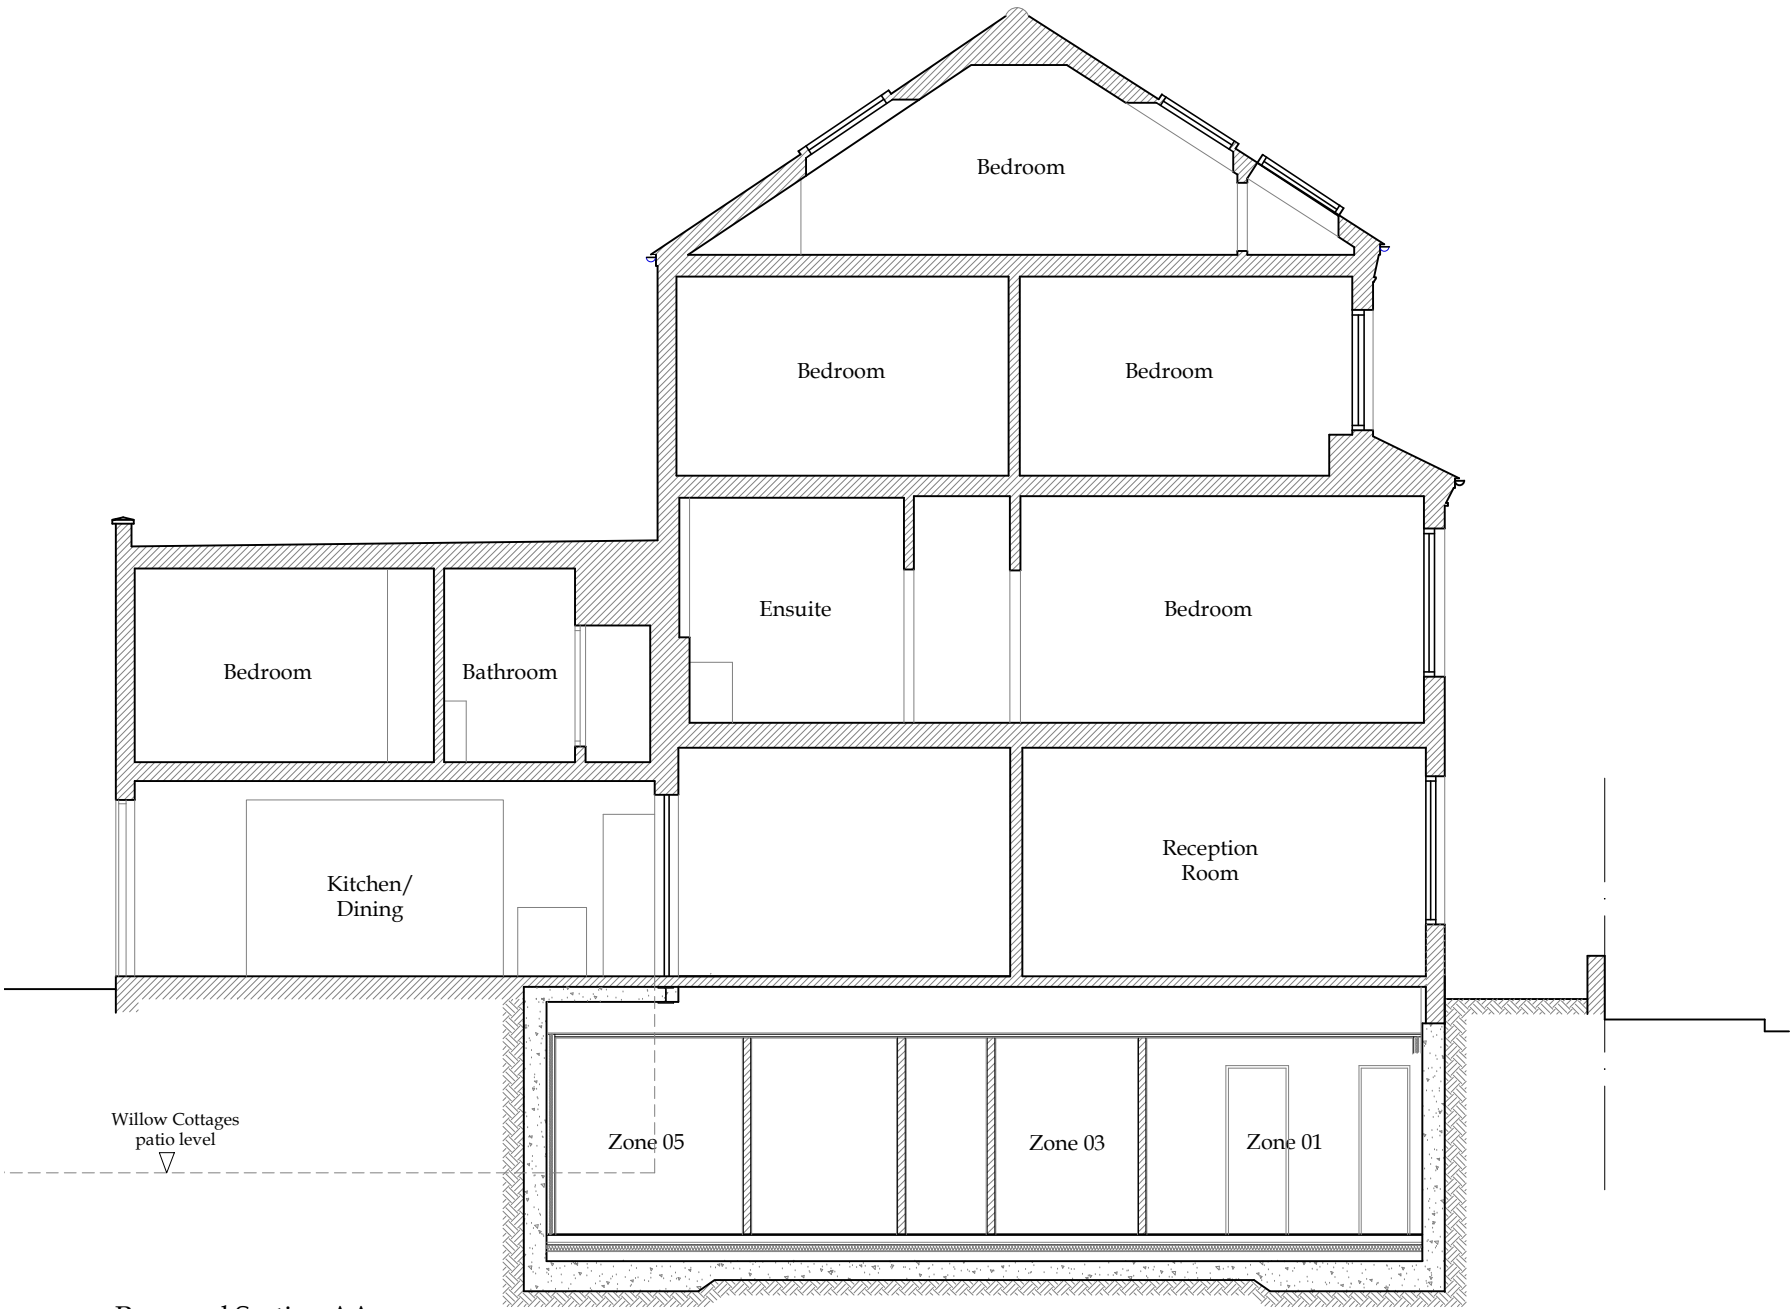 Bedroom
Bedroom
Bedroom
Ensuite
Bedroom
Bedroom
Bathroom
Reception
Room
Kitchen/
Dining
Willow Cottages
patio level
Zone 05
Zone 03
Zone 01